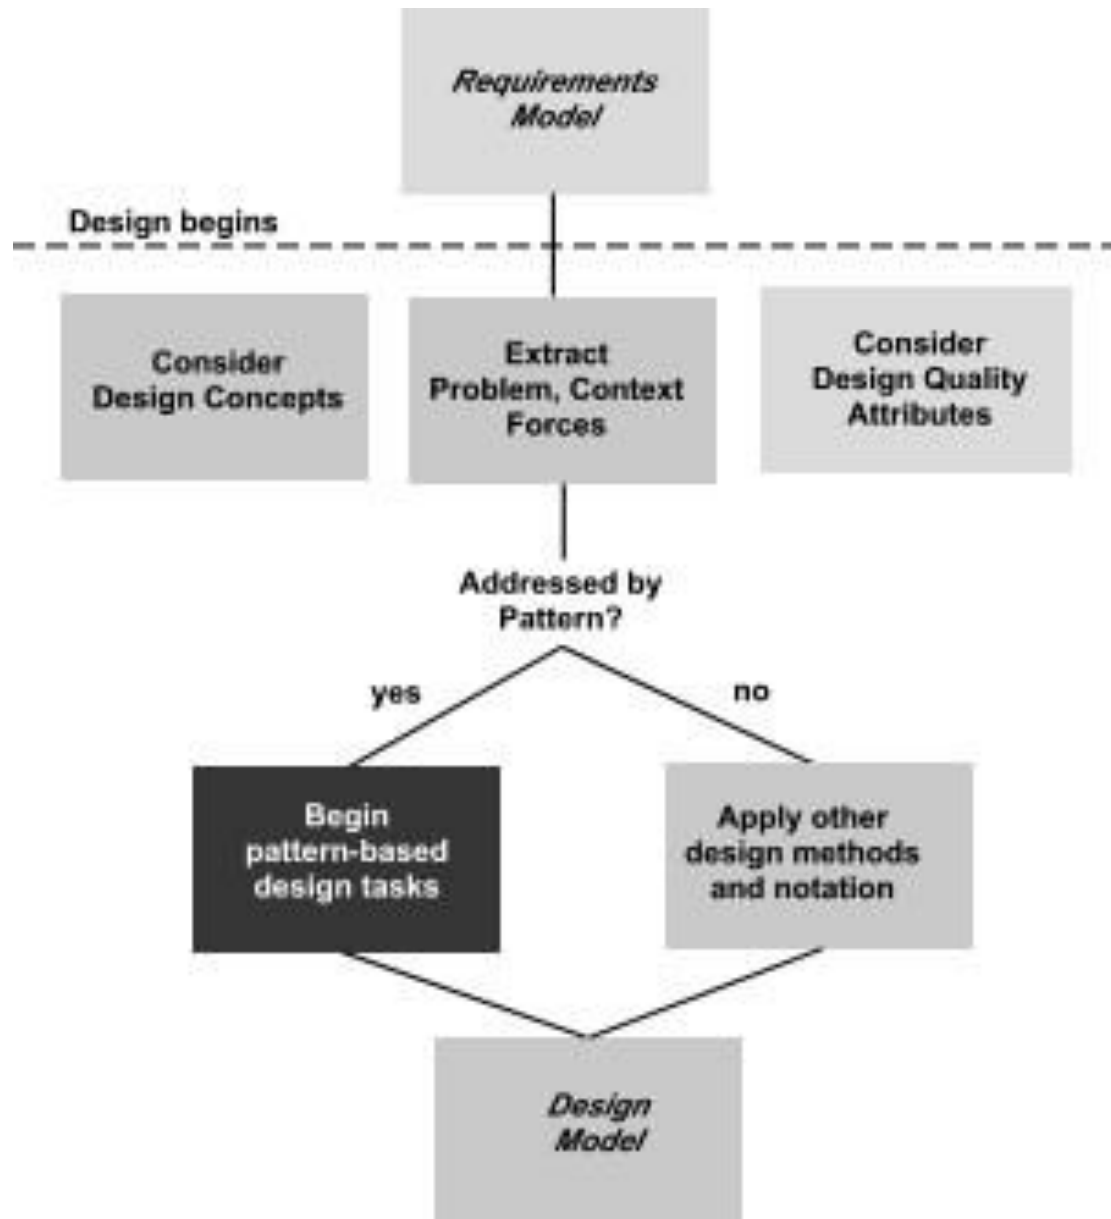 Requirements
Model
Design begins
Consider
Design Concepts
Extract
Problem, Context
Forces
Consider
Design Quality
Attributes
Addressed by
Pattern?
yes
no
Begin
pattern-based
design tasks
Apply other
design methods
and notation
Design
Model